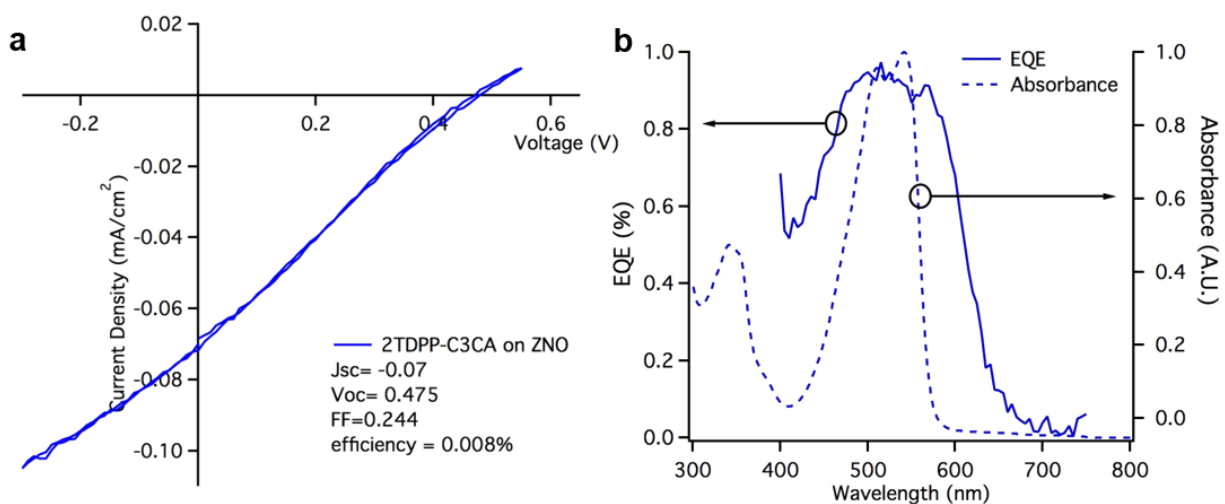 a
0.02
-0.2
0.2
0.4
0.6
Voltage (V)
-0.02
-0.04
-0.06
-0.08
-0.10
Current Density (mA/cm²)
2TDPP-C3CA on ZNO
Jsc= -0.07
Voc= 0.475
FF=0.244
efficiency = 0.008%
b
1.0
0.8
0.6
0.4
0.2
0.0
EQE (%)
EQE
Absorbance
1.0
0.8
0.6
0.4
0.2
0.0
Absorbance (A.U.)
300
400
500
600
700
800
Wavelength (nm)